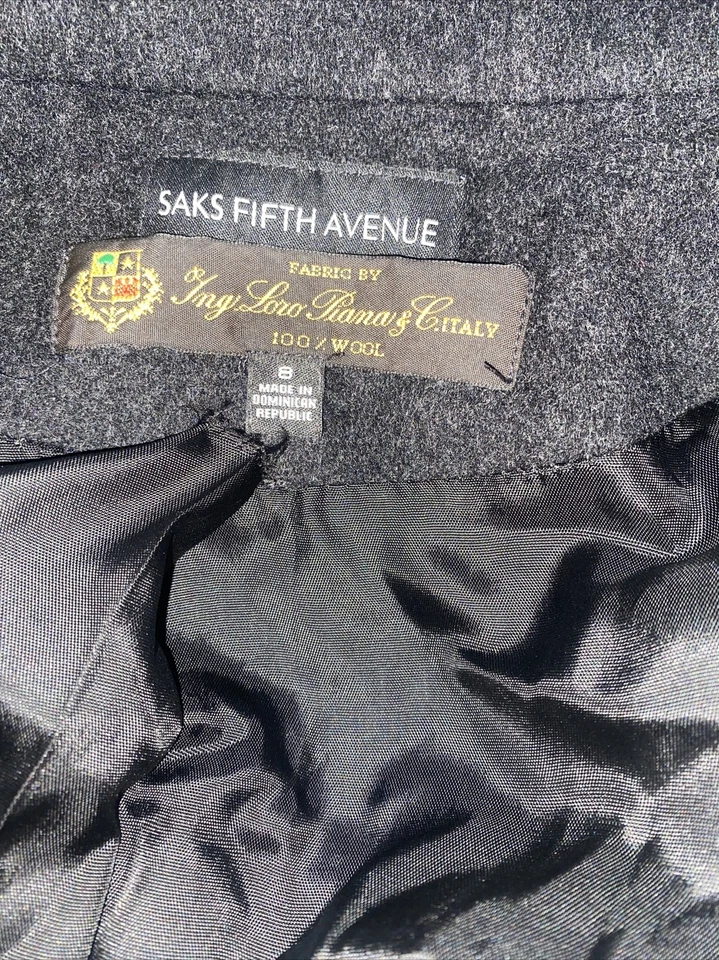 SAKS FIFTH AVENUE
FABRIC BY
Ing. Loro Piana & C. ITALY
100% WOOL
8
MADE IN
DOMINICAN
REPUBLIC